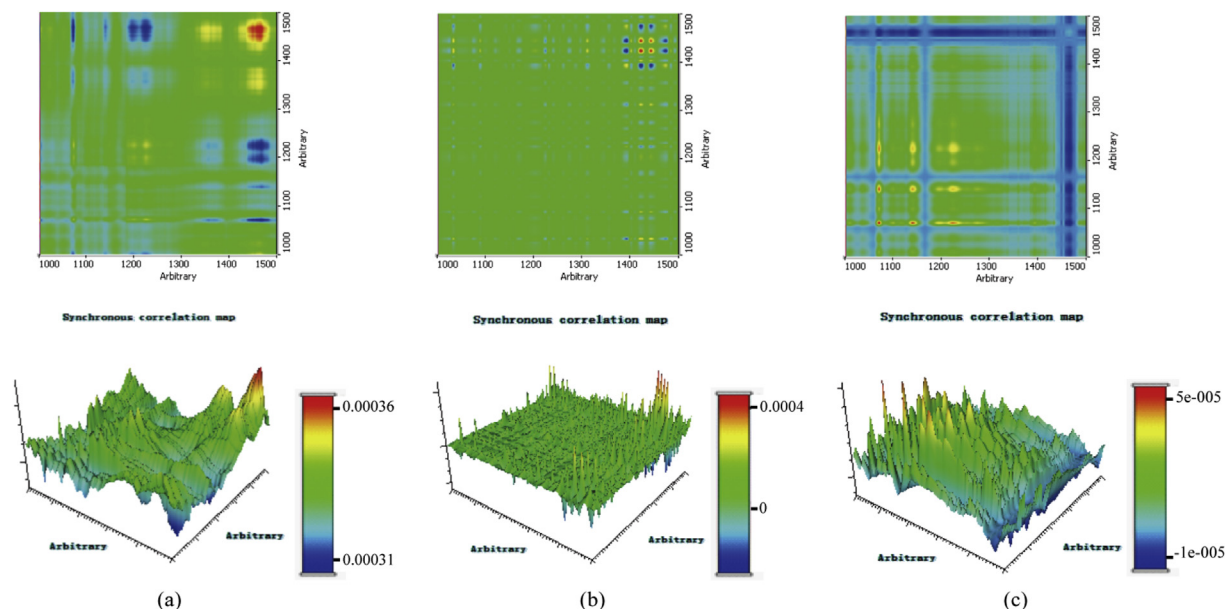 1500
1400
1300
1200
1100
1000
Arbitrary
1000 1100 1200 1300 1400 1500
Arbitrary
Synchronous correlation map
0.00036
0.00031
Arbitrary
Arbitrary
(a)
1500
1400
1300
1200
1100
1000
Arbitrary
1000 1100 1200 1300 1400 1500
Arbitrary
Synchronous correlation map
0.0004
0
Arbitrary
Arbitrary
(b)
1500
1400
1300
1200
1100
1000
Arbitrary
1000 1100 1200 1300 1400 1500
Arbitrary
Synchronous correlation map
5e-005
-1e-005
Arbitrary
Arbitrary
(c)